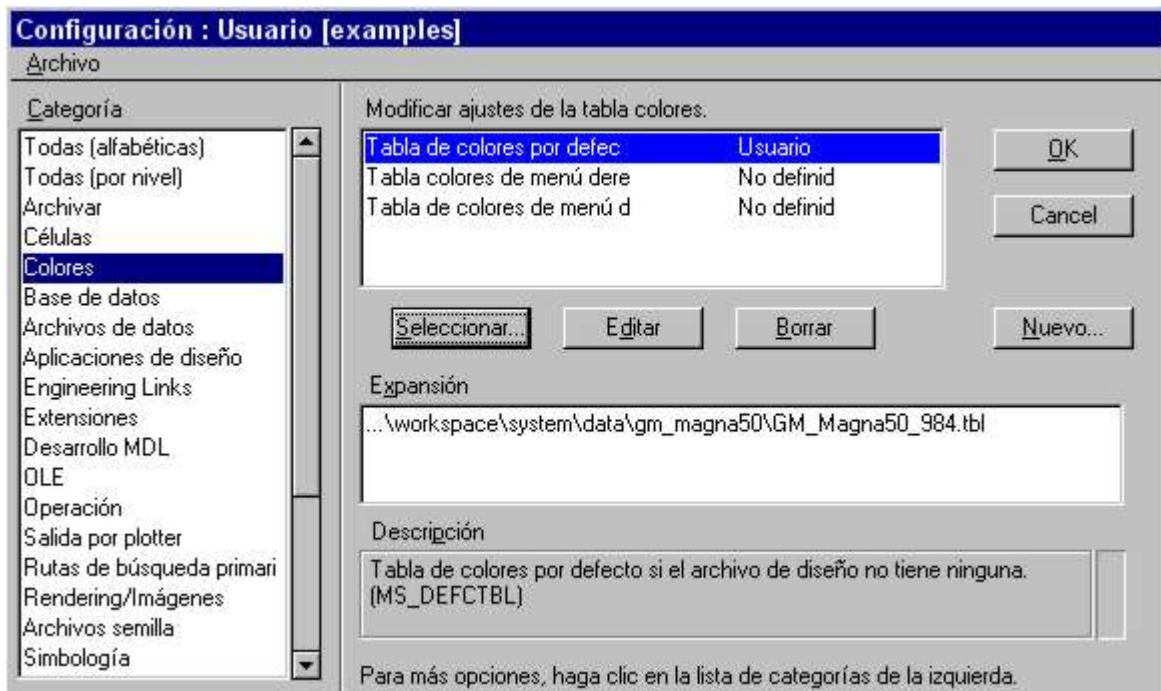 Configuración : Usuario [examples]
Archivo
Categoría
Todas (alfabéticas)
Todas (por nivel)
Archivar
Células
Colores
Base de datos
Archivos de datos
Aplicaciones de diseño
Engineering Links
Extensiones
Desarrollo MDL
OLE
Operación
Salida por plotter
Rutas de búsqueda primari
Rendering/Imágenes
Archivos semilla
Simbología
Modificar ajustes de la tabla colores.
Tabla de colores por defec Usuario
Tabla colores de menú dere No definid
Tabla de colores de menú d No definid
OK
Cancel
Seleccionar... Editar Borrar Nuevo...
Expansión
...\workspace\system\data\gm_magna50\GM_Magna50_984.tbl
Descripción
Tabla de colores por defecto si el archivo de diseño no tiene ninguna.
(MS_DEFCTBL)
Para más opciones, haga clic en la lista de categorías de la izquierda.